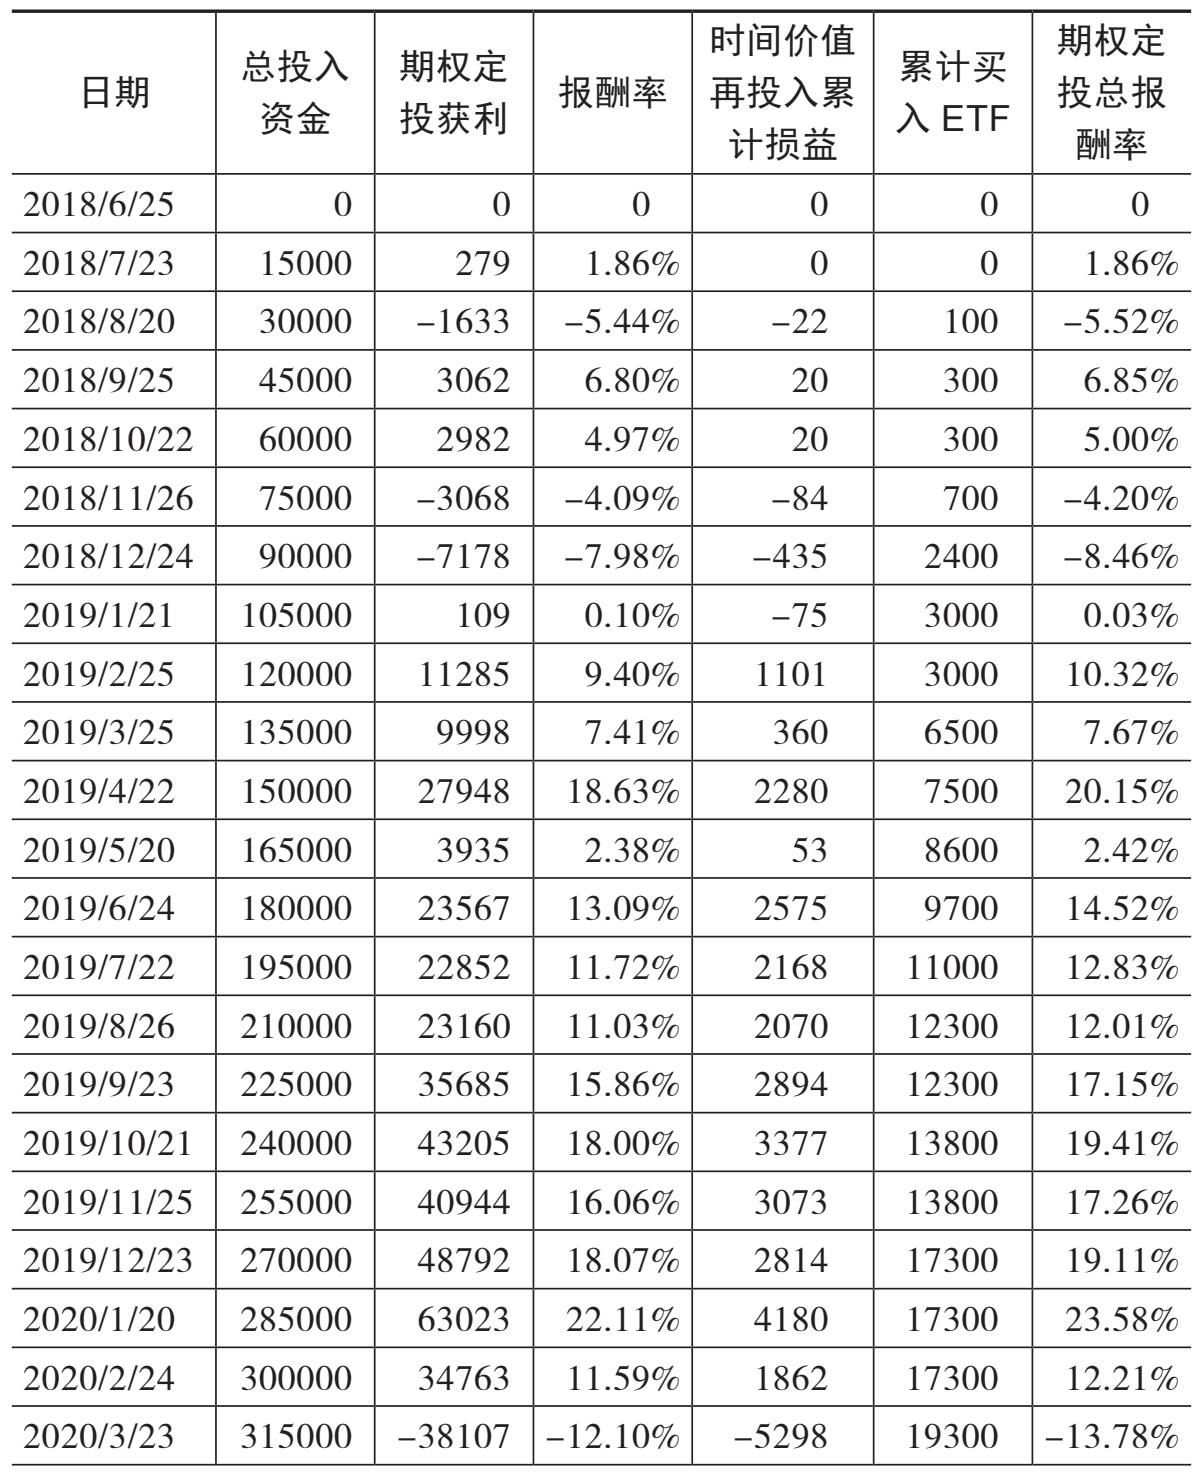 日期 总投入资金 期权定投获利 报酬率 时间价值再投入累计损益 累计买入 ETF 期权定投总报酬率
2018/6/25 0 0 0 0 0 0
2018/7/23 15000 279 1.86% 0 0 1.86%
2018/8/20 30000 −1633 −5.44% −22 100 −5.52%
2018/9/25 45000 3062 6.80% 20 300 6.85%
2018/10/22 60000 2982 4.97% 20 300 5.00%
2018/11/26 75000 −3068 −4.09% −84 700 −4.20%
2018/12/24 90000 −7178 −7.98% −435 2400 −8.46%
2019/1/21 105000 109 0.10% −75 3000 0.03%
2019/2/25 120000 11285 9.40% 1101 3000 10.32%
2019/3/25 135000 9998 7.41% 360 6500 7.67%
2019/4/22 150000 27948 18.63% 2280 7500 20.15%
2019/5/20 165000 3935 2.38% 53 8600 2.42%
2019/6/24 180000 23567 13.09% 2575 9700 14.52%
2019/7/22 195000 22852 11.72% 2168 11000 12.83%
2019/8/26 210000 23160 11.03% 2070 12300 12.01%
2019/9/23 225000 35685 15.86% 2894 12300 17.15%
2019/10/21 240000 43205 18.00% 3377 13800 19.41%
2019/11/25 255000 40944 16.06% 3073 13800 17.26%
2019/12/23 270000 48792 18.07% 2814 17300 19.11%
2020/1/20 285000 63023 22.11% 4180 17300 23.58%
2020/2/24 300000 34763 11.59% 1862 17300 12.21%
2020/3/23 315000 −38107 −12.10% −5298 19300 −13.78%